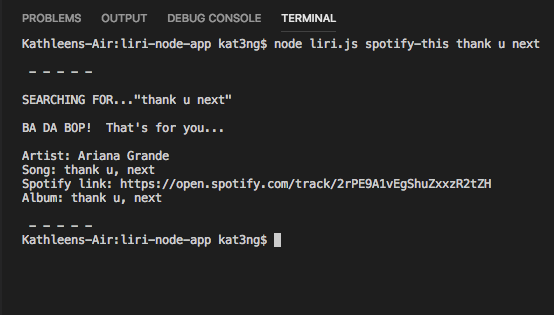 PROBLEMS OUTPUT DEBUG CONSOLE TERMINAL
Kathleens-Air:liri-node-app kat3ng$ node liri.js spotify-this thank u next
_ _ _ _ _
SEARCHING FOR..."thank u next"
BA DA BOP!  That's for you...
Artist: Ariana Grande
Song: thank u, next
Spotify link: https://open.spotify.com/track/2rPE9A1vEgShuZxxzR2tZH
Album: thank u, next
_ _ _ _ _
Kathleens-Air:liri-node-app kat3ng$